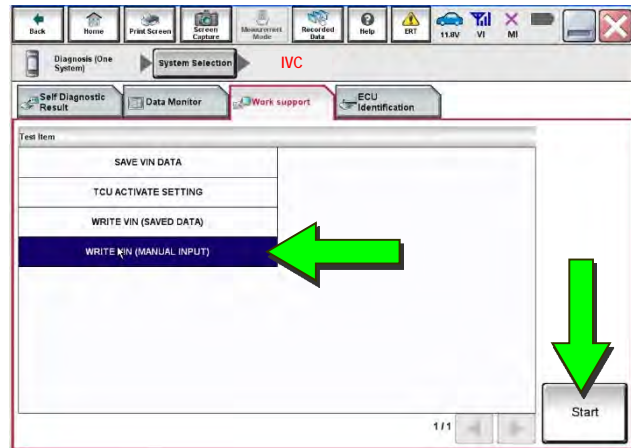 Back Home Print Screen Screen Capture Measurement Mode Recorded Data Help ERT 11.8V VI MI
Diagnosis (One System) System Selection IVC
Self Diagnostic Result Data Monitor Work support ECU Identification
Test Item
SAVE VIN DATA
TCU ACTIVATE SETTING
WRITE VIN (SAVED DATA)
WRITE VIN (MANUAL INPUT)
1/1
Start